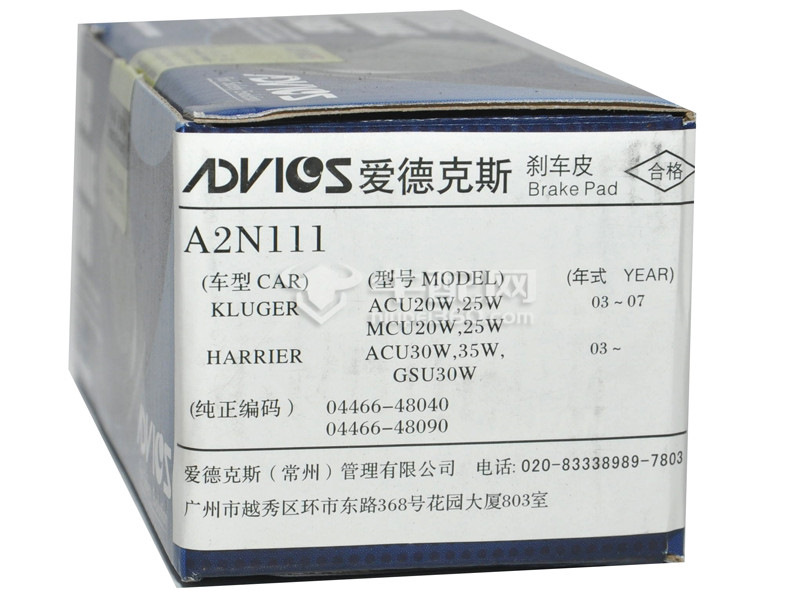 ADVICS
ADVICS 爱德克斯 刹车皮 合格
Brake Pad
A2N111
(车型 CAR) (型号 MODEL) (年式 YEAR)
KLUGER ACU20W,25W 03~07
MCU20W,25W
HARRIER ACU30W,35W, 03~
GSU30W
(纯正编码) 04466-48040
04466-48090
爱德克斯(常州)管理有限公司 电话:020-83338989-7803
广州市越秀区环市东路368号花园大厦803室
ADVICS